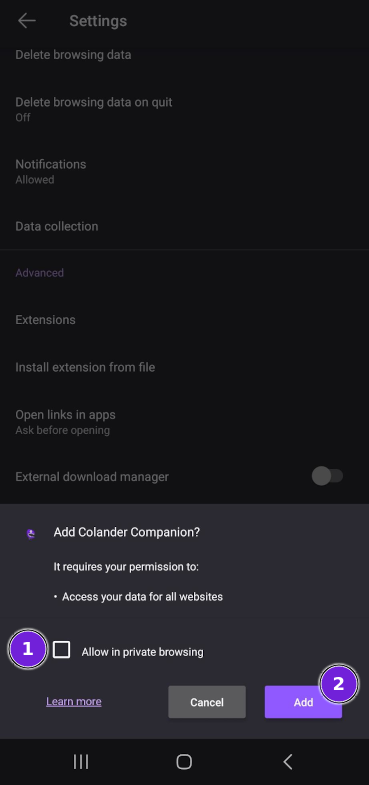 Settings
Delete browsing data
Delete browsing data on quit
Off
Notifications
Allowed
Data collection
Advanced
Extensions
Install extension from file
Open links in apps
Ask before opening
External download manager
Add Colander Companion?
It requires your permission to:
• Access your data for all websites
1 Allow in private browsing
2
Learn more Cancel Add